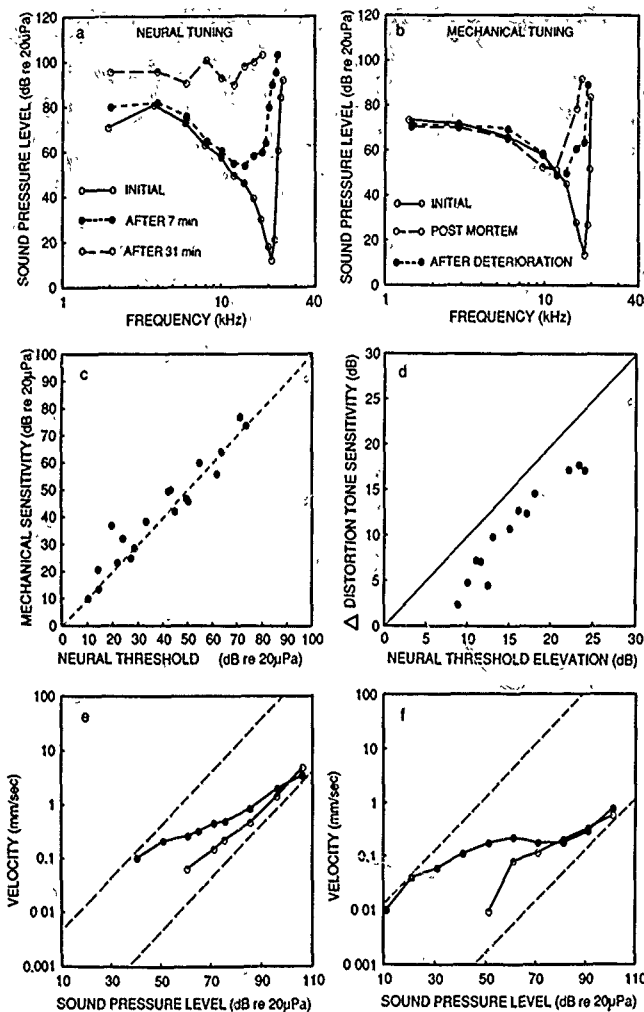 a NEURAL TUNING
SOUND PRESSURE LEVEL (dB re 20µPa)
120
100
80
60
40
20
0
INITIAL
AFTER 7 min
AFTER 31 min
1 10 40
FREQUENCY (kHz)
b MECHANICAL TUNING
SOUND PRESSURE LEVEL (dB re 20µPa)
120
100
80
60
40
20
0
INITIAL
POST MORTEM
AFTER DETERIORATION
1 10 40
FREQUENCY (kHz)
c
MECHANICAL SENSITIVITY (dB re 20µPa)
100
90
80
70
60
50
40
30
20
10
0
0 10 20 30 40 50 60 70 80 90 100
NEURAL THRESHOLD (dB re 20µPa)
d
Δ DISTORTION TONE SENSITIVITY (dB)
30
25
20
15
10
5
0
0 5 10 15 20 25 30
NEURAL THRESHOLD ELEVATION (dB)
e
VELOCITY (mm/sec)
100
10
1
0.1
0 01
0.001
10 30 50 70 90 110
SOUND PRESSURE LEVEL (dB re 20µPa)
f
VELOCITY (mm/sec)
100
10
1
0.1
0 01
0 001
10 30 50 70 90 110
SOUND PRESSURE LEVEL (dB re 20µPa)